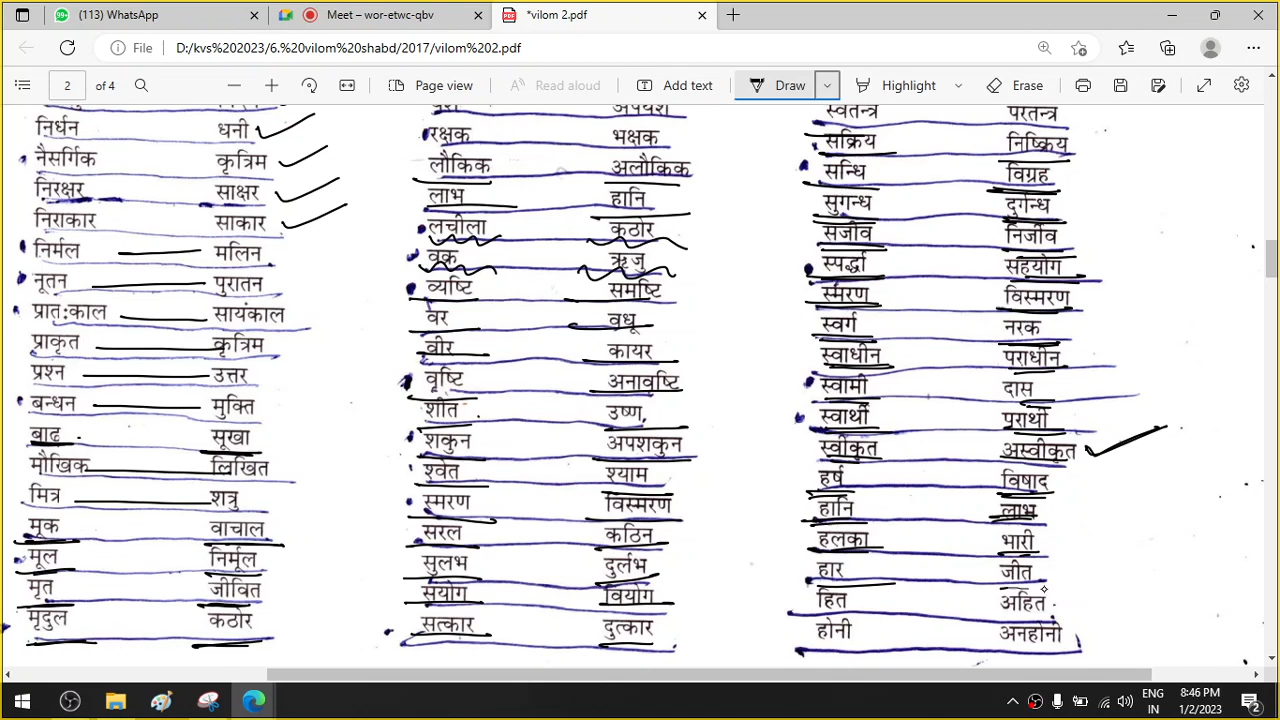 (113) WhatsApp
Meet – wor-etwc-qbv
*vilom 2.pdf
File
D:/kvs%202023/6.%20vilom%20shabd/2017/vilom%202.pdf
2 of 4
Page view
Read aloud
Add text
Draw
Highlight
Erase
निर्धन धनी
नैसर्गिक कृत्रिम
निरक्षर साक्षर
निराकार साकार
निर्मल मलिन
नूतन पुरातन
प्रात:काल सायंकाल
प्राकृत कृत्रिम
प्रश्न उत्तर
बन्धन मुक्ति
बाढ़ सूखा
मौखिक लिखित
मित्र शत्रु
मूक वाचाल
मूल निर्मूल
मृत जीवित
मृदुल कठोर
अपयश
रक्षक भक्षक
लौकिक अलौकिक
लाभ हानि
लचीला कठोर
वक्र ऋजु
व्यष्टि समष्टि
वर वधू
वीर कायर
वृष्टि अनावृष्टि
शीत उष्ण
शकुन अपशकुन
श्वेत श्याम
स्मरण विस्मरण
सरल कठिन
सुलभ दुर्लभ
संयोग वियोग
सत्कार दुत्कार
स्वतन्त्र परतन्त्र
सक्रिय निष्क्रिय
सन्धि विग्रह
सुगन्ध दुर्गन्ध
सजीव निर्जीव
स्पर्द्धा सहयोग
स्मरण विस्मरण
स्वर्ग नरक
स्वाधीन पराधीन
स्वामी दास
स्वार्थी परार्थी
स्वीकृत अस्वीकृत
हर्ष विषाद
हानि लाभ
हलका भारी
हार जीत
हित अहित
होनी अनहोनी
99+
ENG
IN
8:46 PM
1/2/2023
2